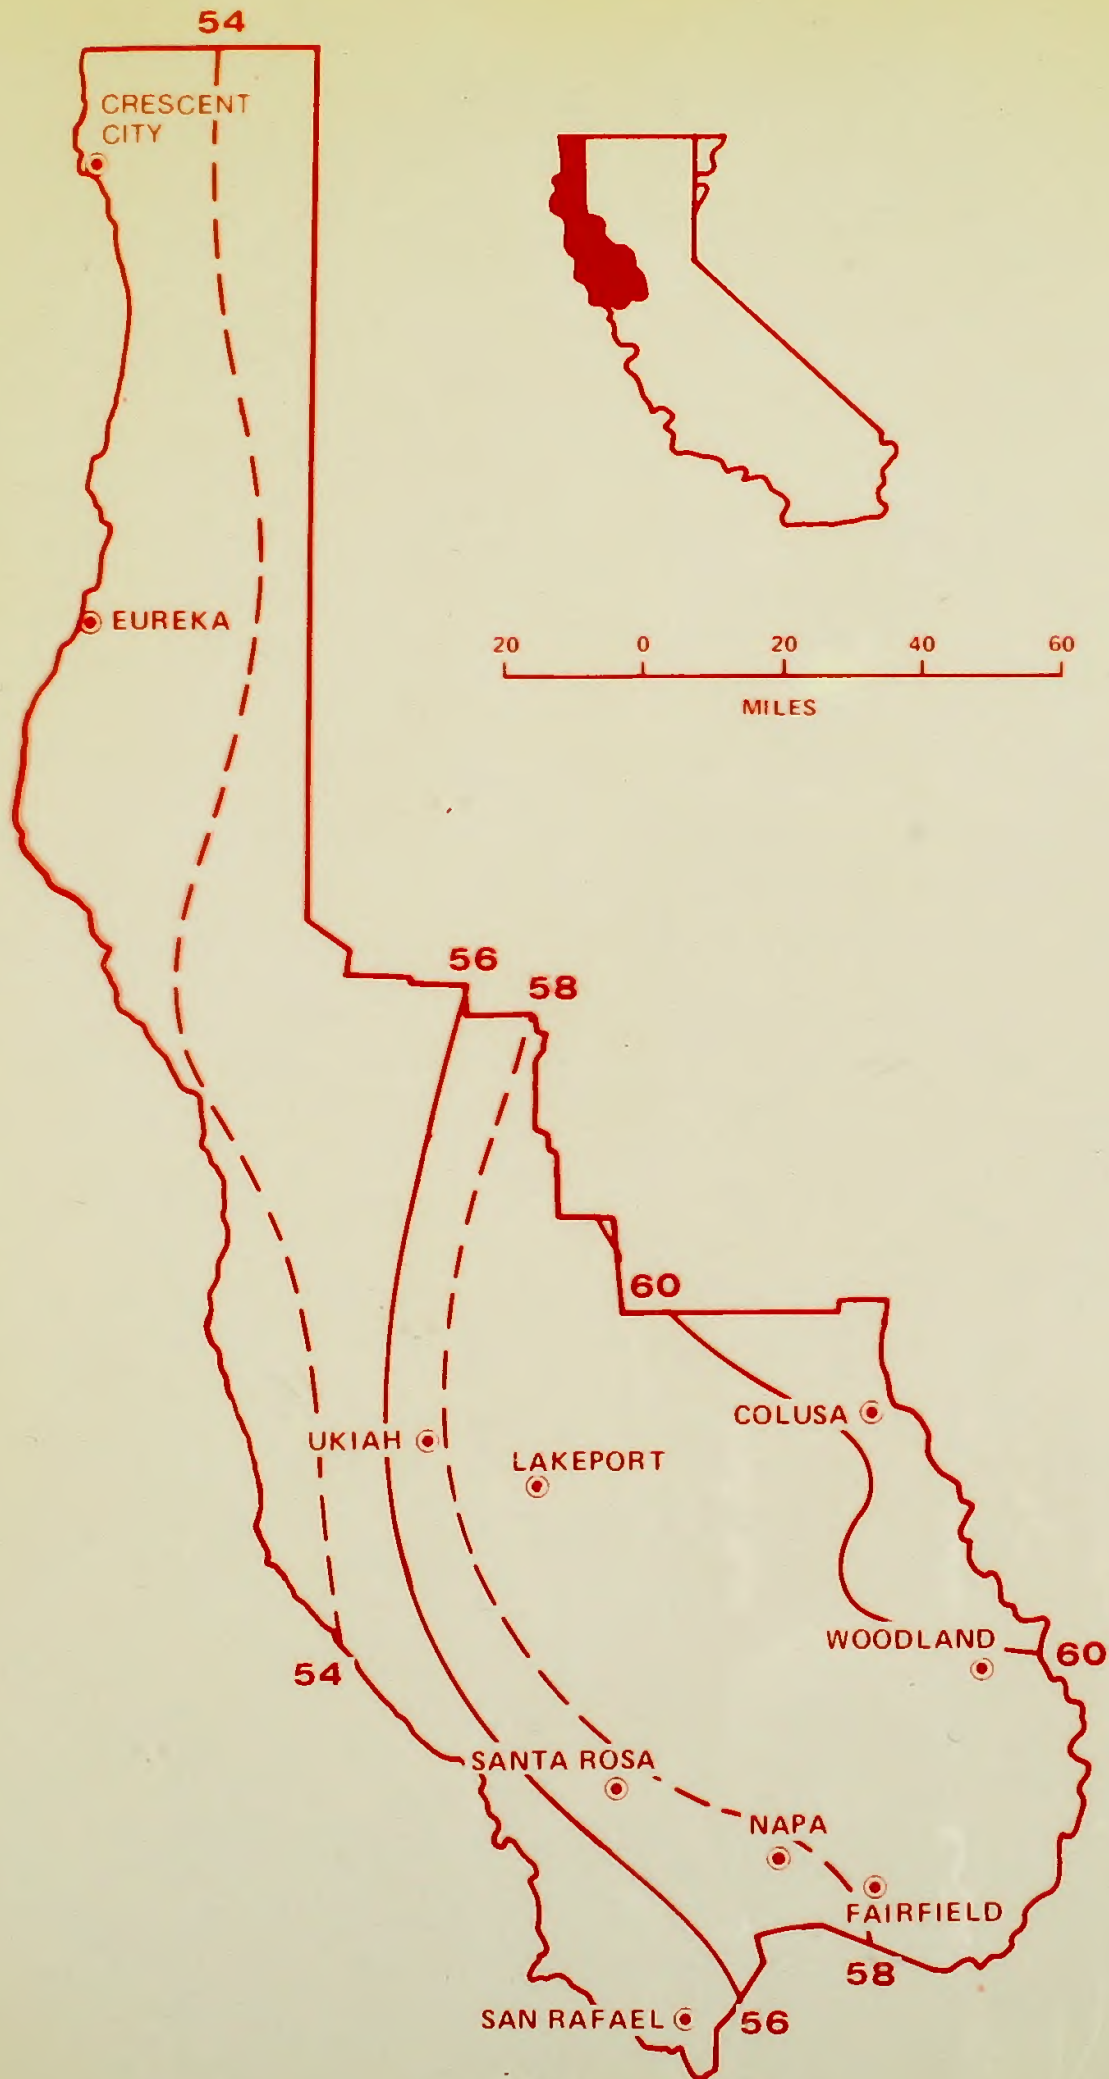 54
CRESCENT
CITY
EUREKA
20 0 20 40 60
MILES
56
58
60
COLUSA
UKIAH
LAKEPORT
WOODLAND
60
54
SANTA ROSA
NAPA
FAIRFIELD
58
SAN RAFAEL
56